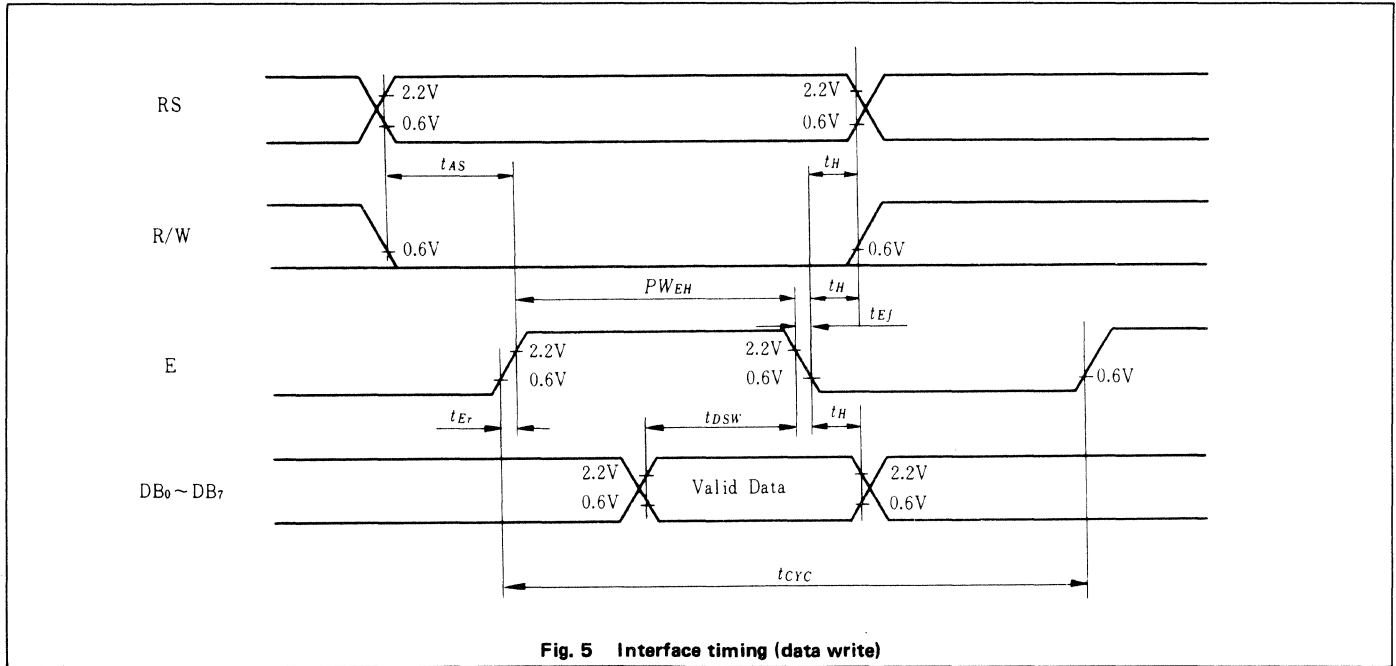 RS
2.2V
0.6V
2.2V
0.6V
tAS
tH
R/W
0.6V
0.6V
PWEH
tH
tEf
E
2.2V
0.6V
2.2V
0.6V
0.6V
tEr
tDSW
tH
DB0~DB7
2.2V
0.6V
Valid Data
2.2V
0.6V
tCYC
Fig. 5 Interface timing (data write)